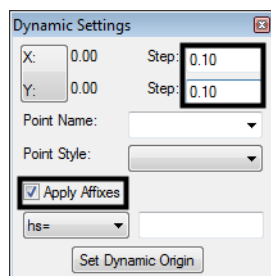 Dynamic Settings
X: 0.00 Step: 0.10
Y: 0.00 Step: 0.10
Point Name:
Point Style:
Apply Affixes
hs=
Set Dynamic Origin